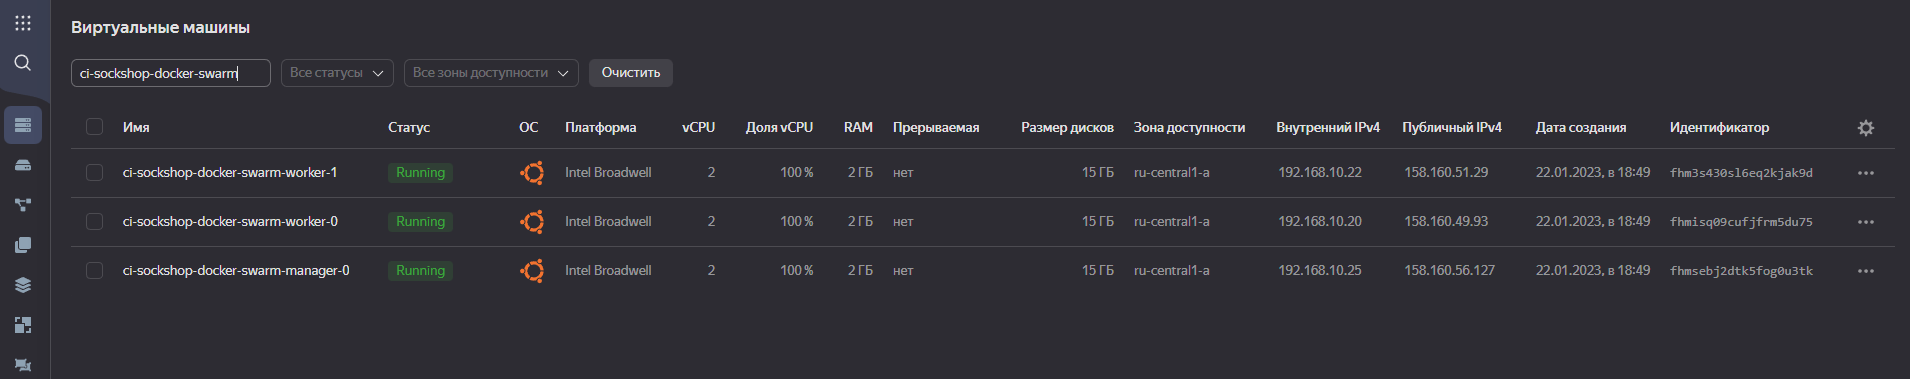 Виртуальные машины
ci-sockshop-docker-swarm Все статусы Все зоны доступности Очистить
Имя Статус ОС Платформа vCPU Доля vCPU RAM Прерываемая Размер дисков Зона доступности Внутренний IPv4 Публичный IPv4 Дата создания Идентификатор
ci-sockshop-docker-swarm-worker-1 Running Intel Broadwell 2 100 % 2 ГБ нет 15 ГБ ru-central1-a 192.168.10.22 158.160.51.29 22.01.2023, в 18:49 fhm3s430sl6eq2kjak9d
ci-sockshop-docker-swarm-worker-0 Running Intel Broadwell 2 100 % 2 ГБ нет 15 ГБ ru-central1-a 192.168.10.20 158.160.49.93 22.01.2023, в 18:49 fhmisq09cufjfrm5du75
ci-sockshop-docker-swarm-manager-0 Running Intel Broadwell 2 100 % 2 ГБ нет 15 ГБ ru-central1-a 192.168.10.25 158.160.56.127 22.01.2023, в 18:49 fhmsebj2dtk5fog0u3tk